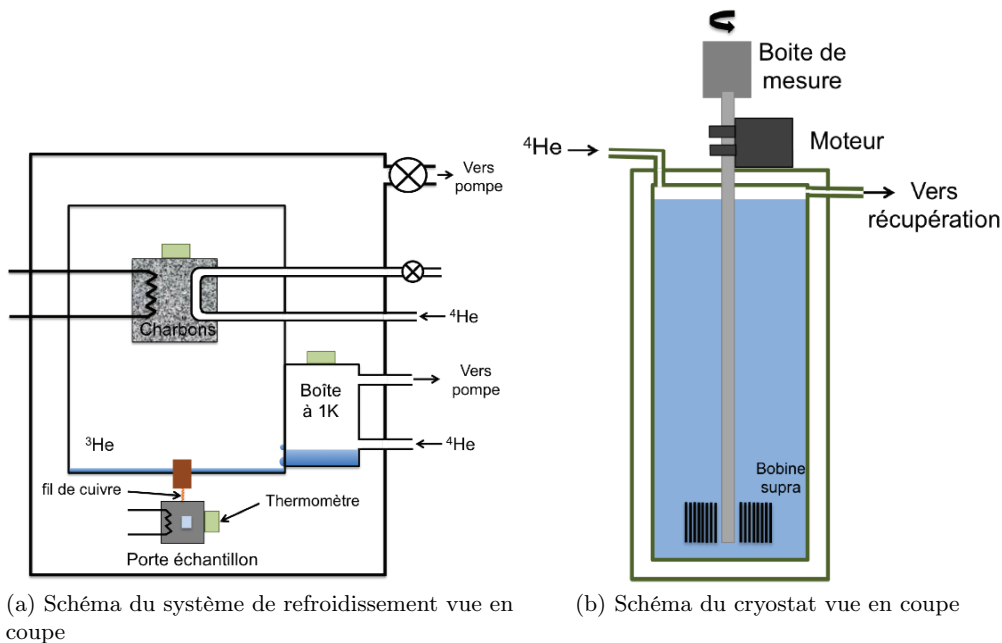 Vers
pompe
Charbons
⁴He
Boîte
à 1K
Vers
pompe
⁴He
³He
fil de cuivre
Thermomètre
Porte échantillon
(a) Schéma du système de refroidissement vue en
coupe
Boite de
mesure
⁴He
Moteur
Vers
récupération
Bobine
supra
(b) Schéma du cryostat vue en coupe